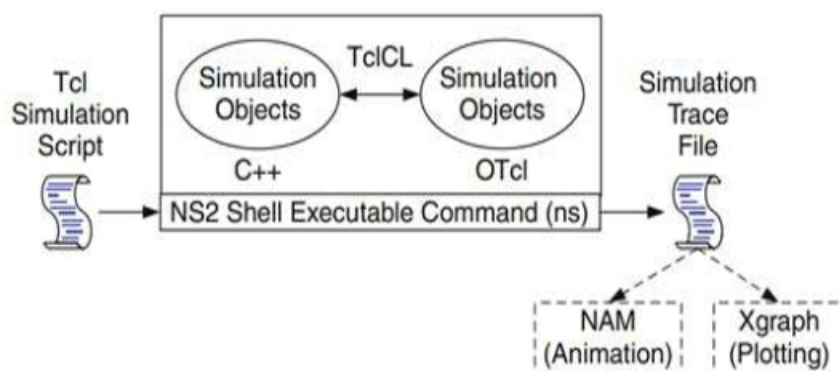 Tcl
Simulation
Script
TclCL
Simulation
Objects
Simulation
Objects
C++
OTcl
NS2 Shell Executable Command (ns)
Simulation
Trace
File
NAM
(Animation)
Xgraph
(Plotting)